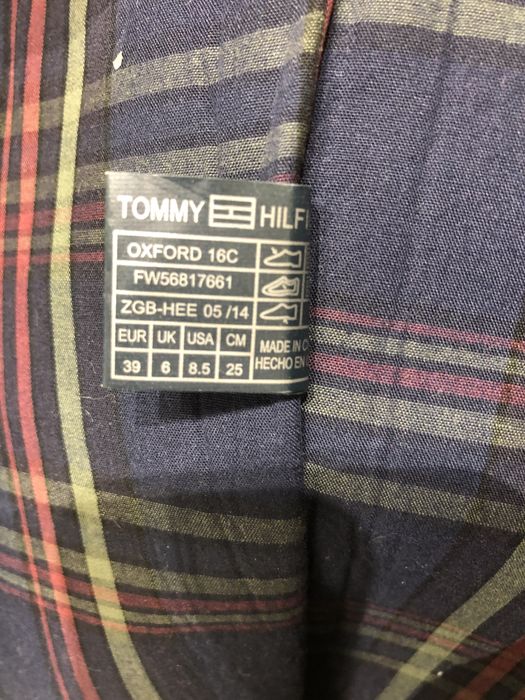 TOMMY HILFI
OXFORD 16C
FW56817661
ZGB-HEE 05 /14
EUR UK USA CM
39 6 8.5 25
MADE IN C
HECHO EN